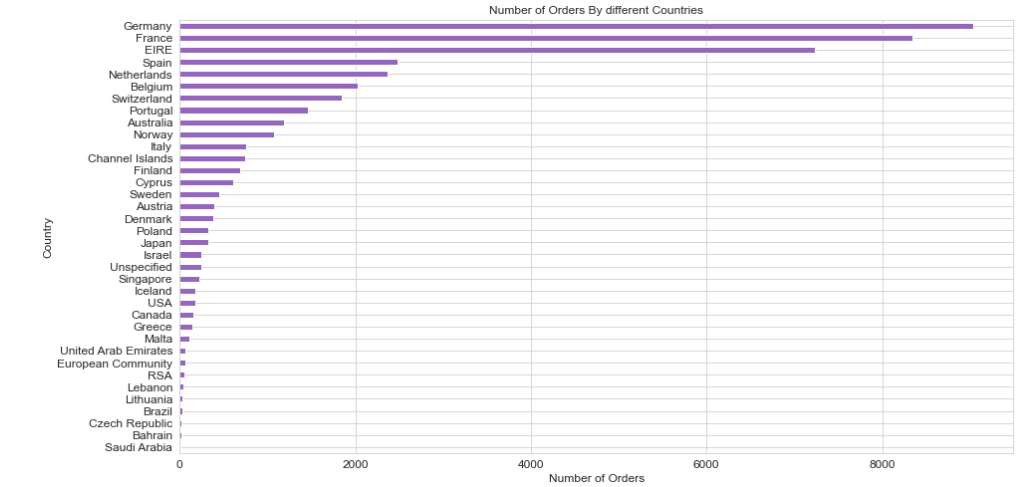 Number of Orders By different Countries
Germany
France
EIRE
Spain
Netherlands
Belgium
Switzerland
Portugal
Australia
Norway
Italy
Channel Islands
Finland
Cyprus
Sweden
Austria
Denmark
Poland
Japan
Israel
Unspecified
Singapore
Iceland
USA
Canada
Greece
Malta
United Arab Emirates
European Community
RSA
Lebanon
Lithuania
Brazil
Czech Republic
Bahrain
Saudi Arabia
Country
0 2000 4000 6000 8000
Number of Orders